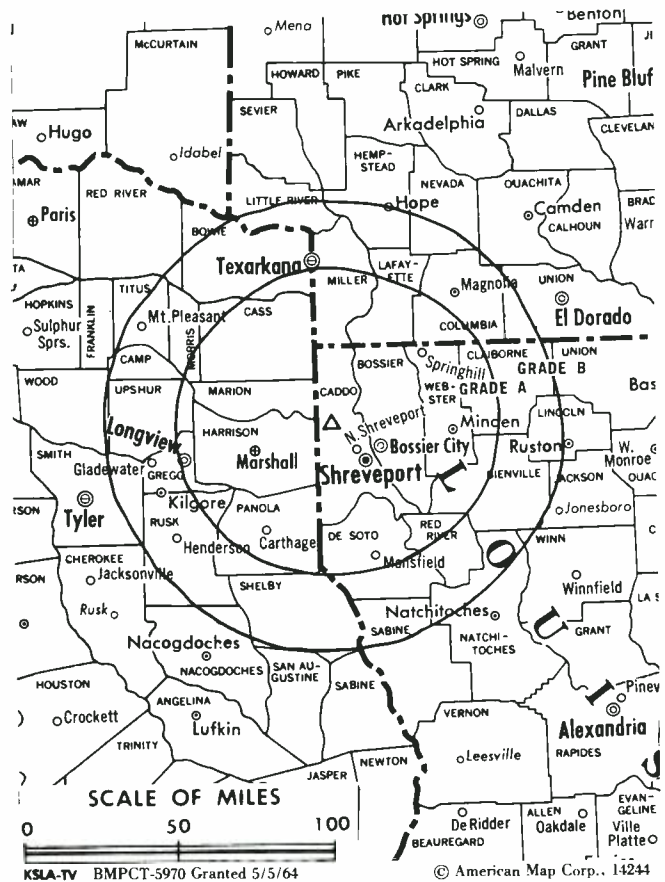 Hot Springs
Benton
McCURTAIN
Mena
GRANT
HOT SPRING
Malvern
HOWARD
PIKE
CLARK
Pine Bluf
SEVIER
Arkadelphia
DALLAS
AW
Hugo
CLEVELAN
Idabel
HEMP-
STEAD
AMAR
RED RIVER
NEVADA
OUACHITA
LITTLE RIVER
Hope
Camden
BRAD
Paris
CALHOUN
Warr
BOWIE
Texarkana
LAFAY-
ETTE
TA
MILLER
Magnolia
UNION
TITUS
HOPKINS
CASS
Mt. Pleasant
El Dorado
Sulphur
Sprs.
FRANKLIN
MORRIS
COLUMBIA
CAMP
BOSSIER
Springhill
CLAIBORNE
UNION
GRADE B
WOOD
UPSHUR
MARION
CADDO
WEB-
STER
GRADE A
Bas
LINCOLN
N. Shreveport
Minden
Longview
HARRISON
Bossier City
Ruston
SMITH
Marshall
W.
Monroe
Gladewater
GREGG
Shreveport
L
BIENVILLE
JACKSON
OUAC
Kilgore
PANOLA
RSON
Jonesboro
Tyler
RUSK
RED
RIVER
DE SOTO
Henderson
Carthage
WINN
CHEROKEE
Mansfield
O
Jacksonville
RSON
SHELBY
Winnfield
LA S
Rusk
Natchitoches
U
SABINE
GRANT
Nacogdoches
NATCHI-
TOCHES
NACOGDOCHES
SAN AU-
GUSTINE
HOUSTON
SABINE
I
Pinev
ANGELINA
VERNON
Crockett
Lufkin
Alexandria
TRINITY
Leesville
RAPIDES
S
NEWTON
JASPER
SCALE OF MILES
EVAN-
GELINE
De Ridder
ALLEN
Oakdale
Ville
Platte
0 50 100
BEAUREGARD
KSLA-TV BMPCT-5970 Granted 5/5/64
© American Map Corp., 14244